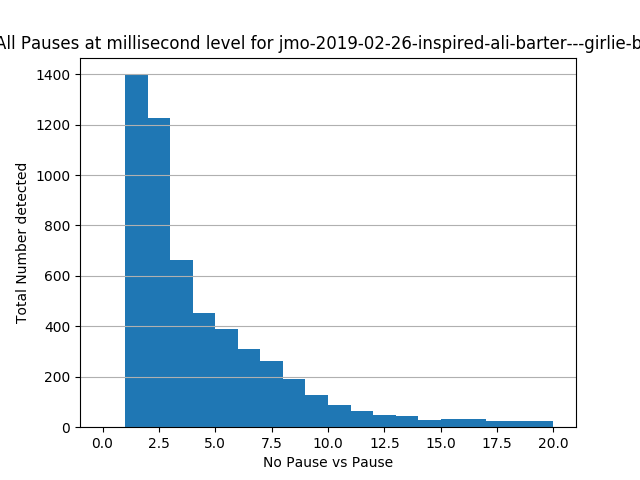 All Pauses at millisecond level for jmo-2019-02-26-inspired-ali-barter---girlie-b
1400
1200
1000
800
600
400
200
0
Total Number detected
0.0 2.5 5.0 7.5 10.0 12.5 15.0 17.5 20.0
No Pause vs Pause